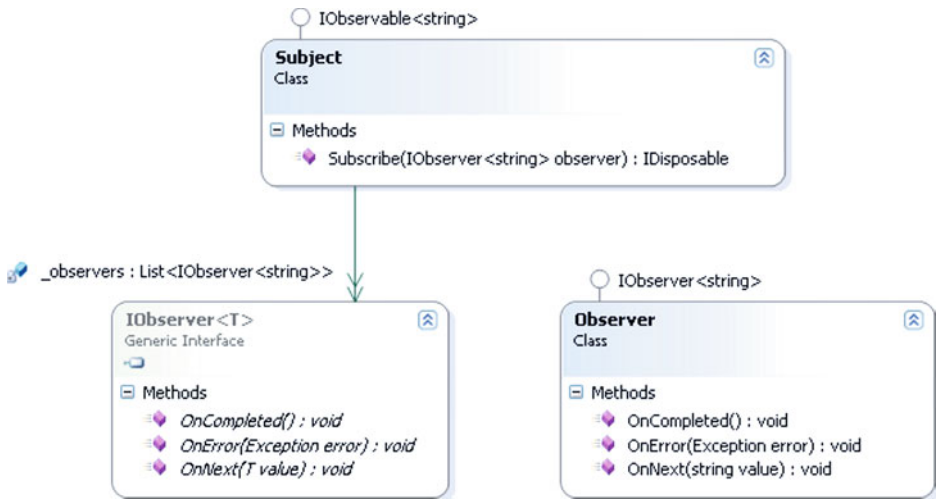 IObservable<string>
Subject
Class
Methods
Subscribe(IObserver<string> observer) : IDisposable
_observers : List<IObserver<string>>
IObserver<T>
Generic Interface
Methods
OnCompleted() : void
OnError(Exception error) : void
OnNext(T value) : void
IObserver<string>
Observer
Class
Methods
OnCompleted() : void
OnError(Exception error) : void
OnNext(string value) : void